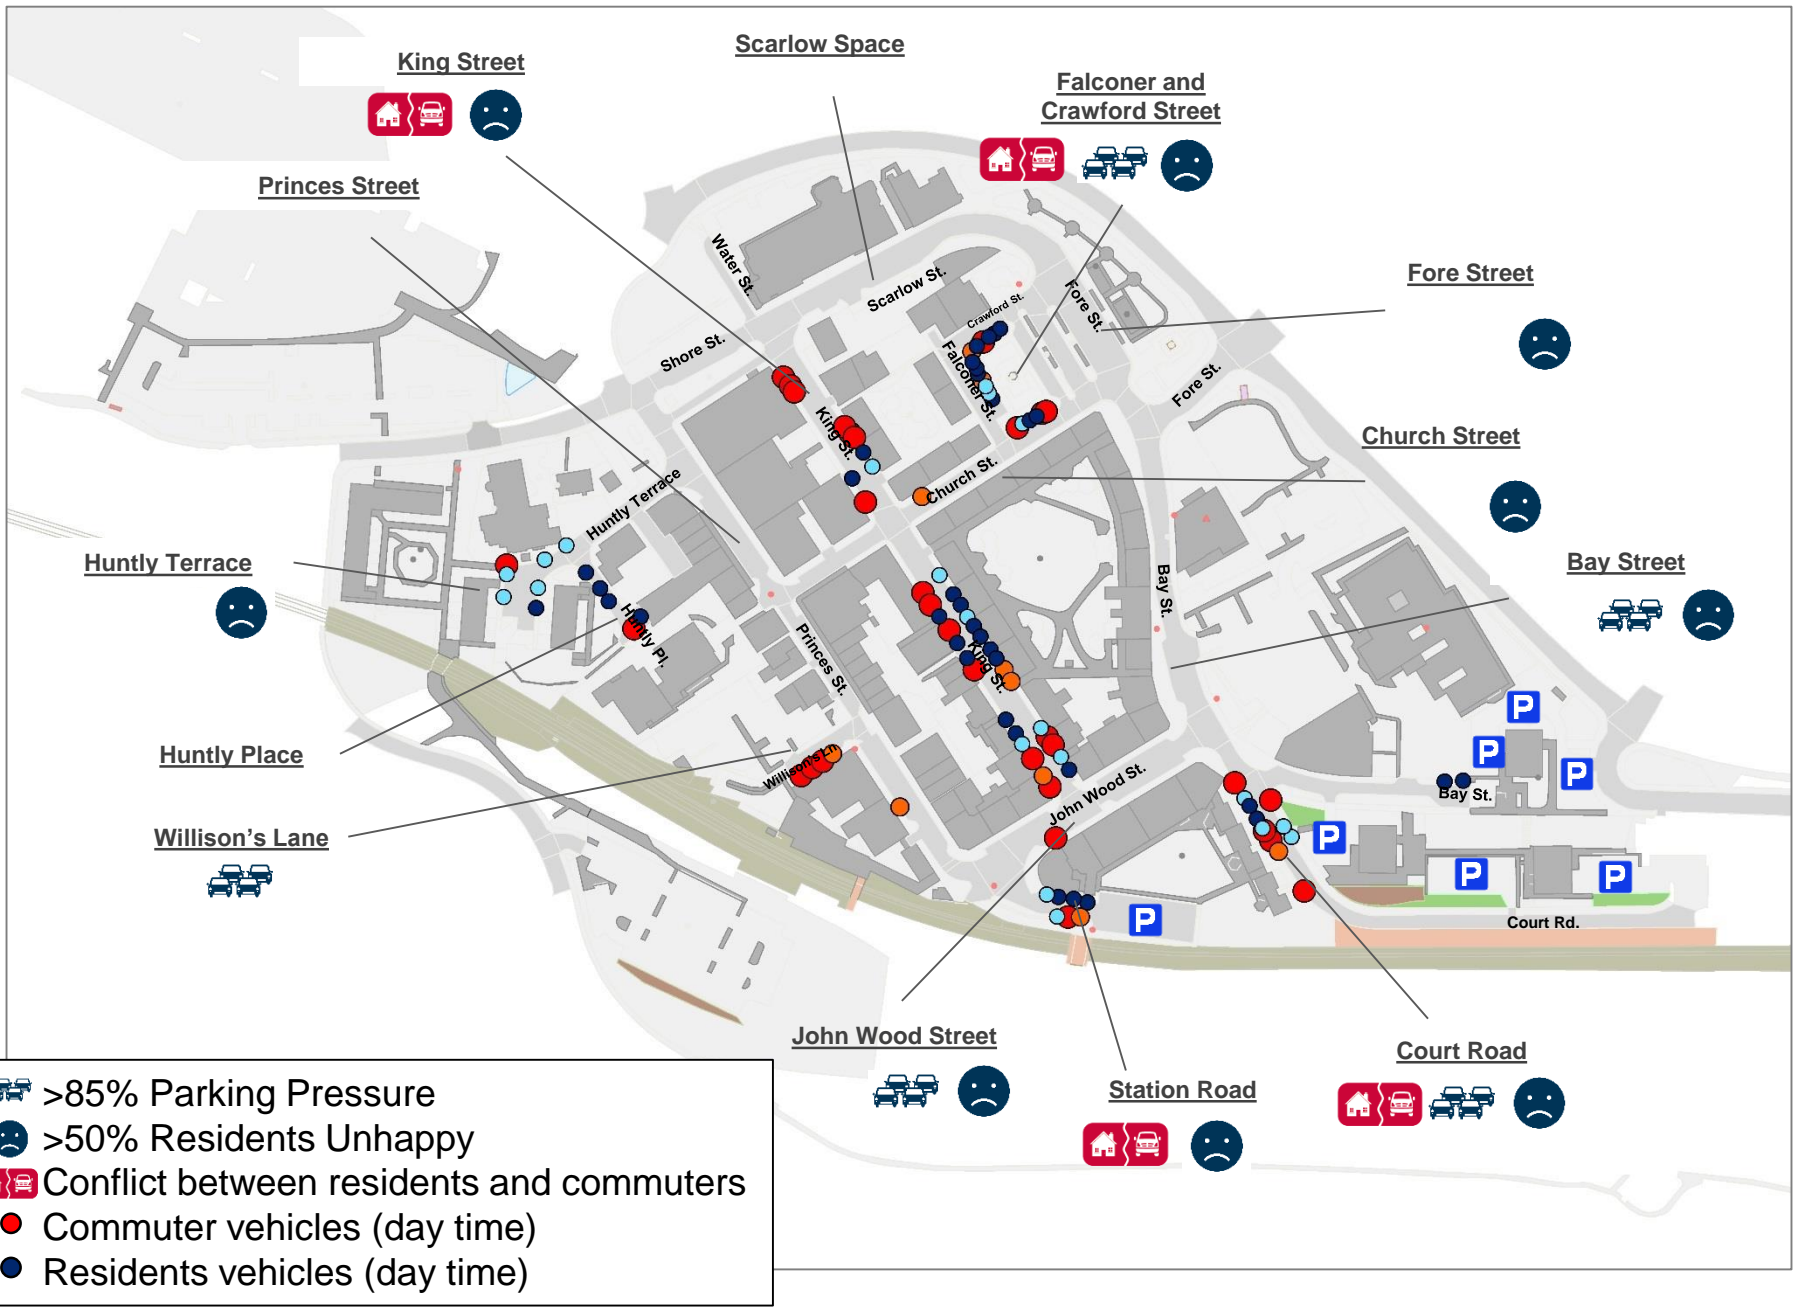 Scarlow Space
King Street
Falconer and
Crawford Street
Princes Street
Fore Street
Church Street
Huntly Terrace
Bay Street
Huntly Place
Willison's Lane
John Wood Street
Station Road
Court Road
Water St.
Scarlow St.
Crawford St.
Fore St.
Shore St.
Falconer St.
Fore St.
King St.
Church St.
Huntly Terrace
Huntly Pl.
Princes St.
Bay St.
King St.
Willison's Ln
John Wood St.
Bay St.
Court Rd.
P
P
P
P
P
P
P
>85% Parking Pressure
>50% Residents Unhappy
Conflict between residents and commuters
Commuter vehicles (day time)
Residents vehicles (day time)